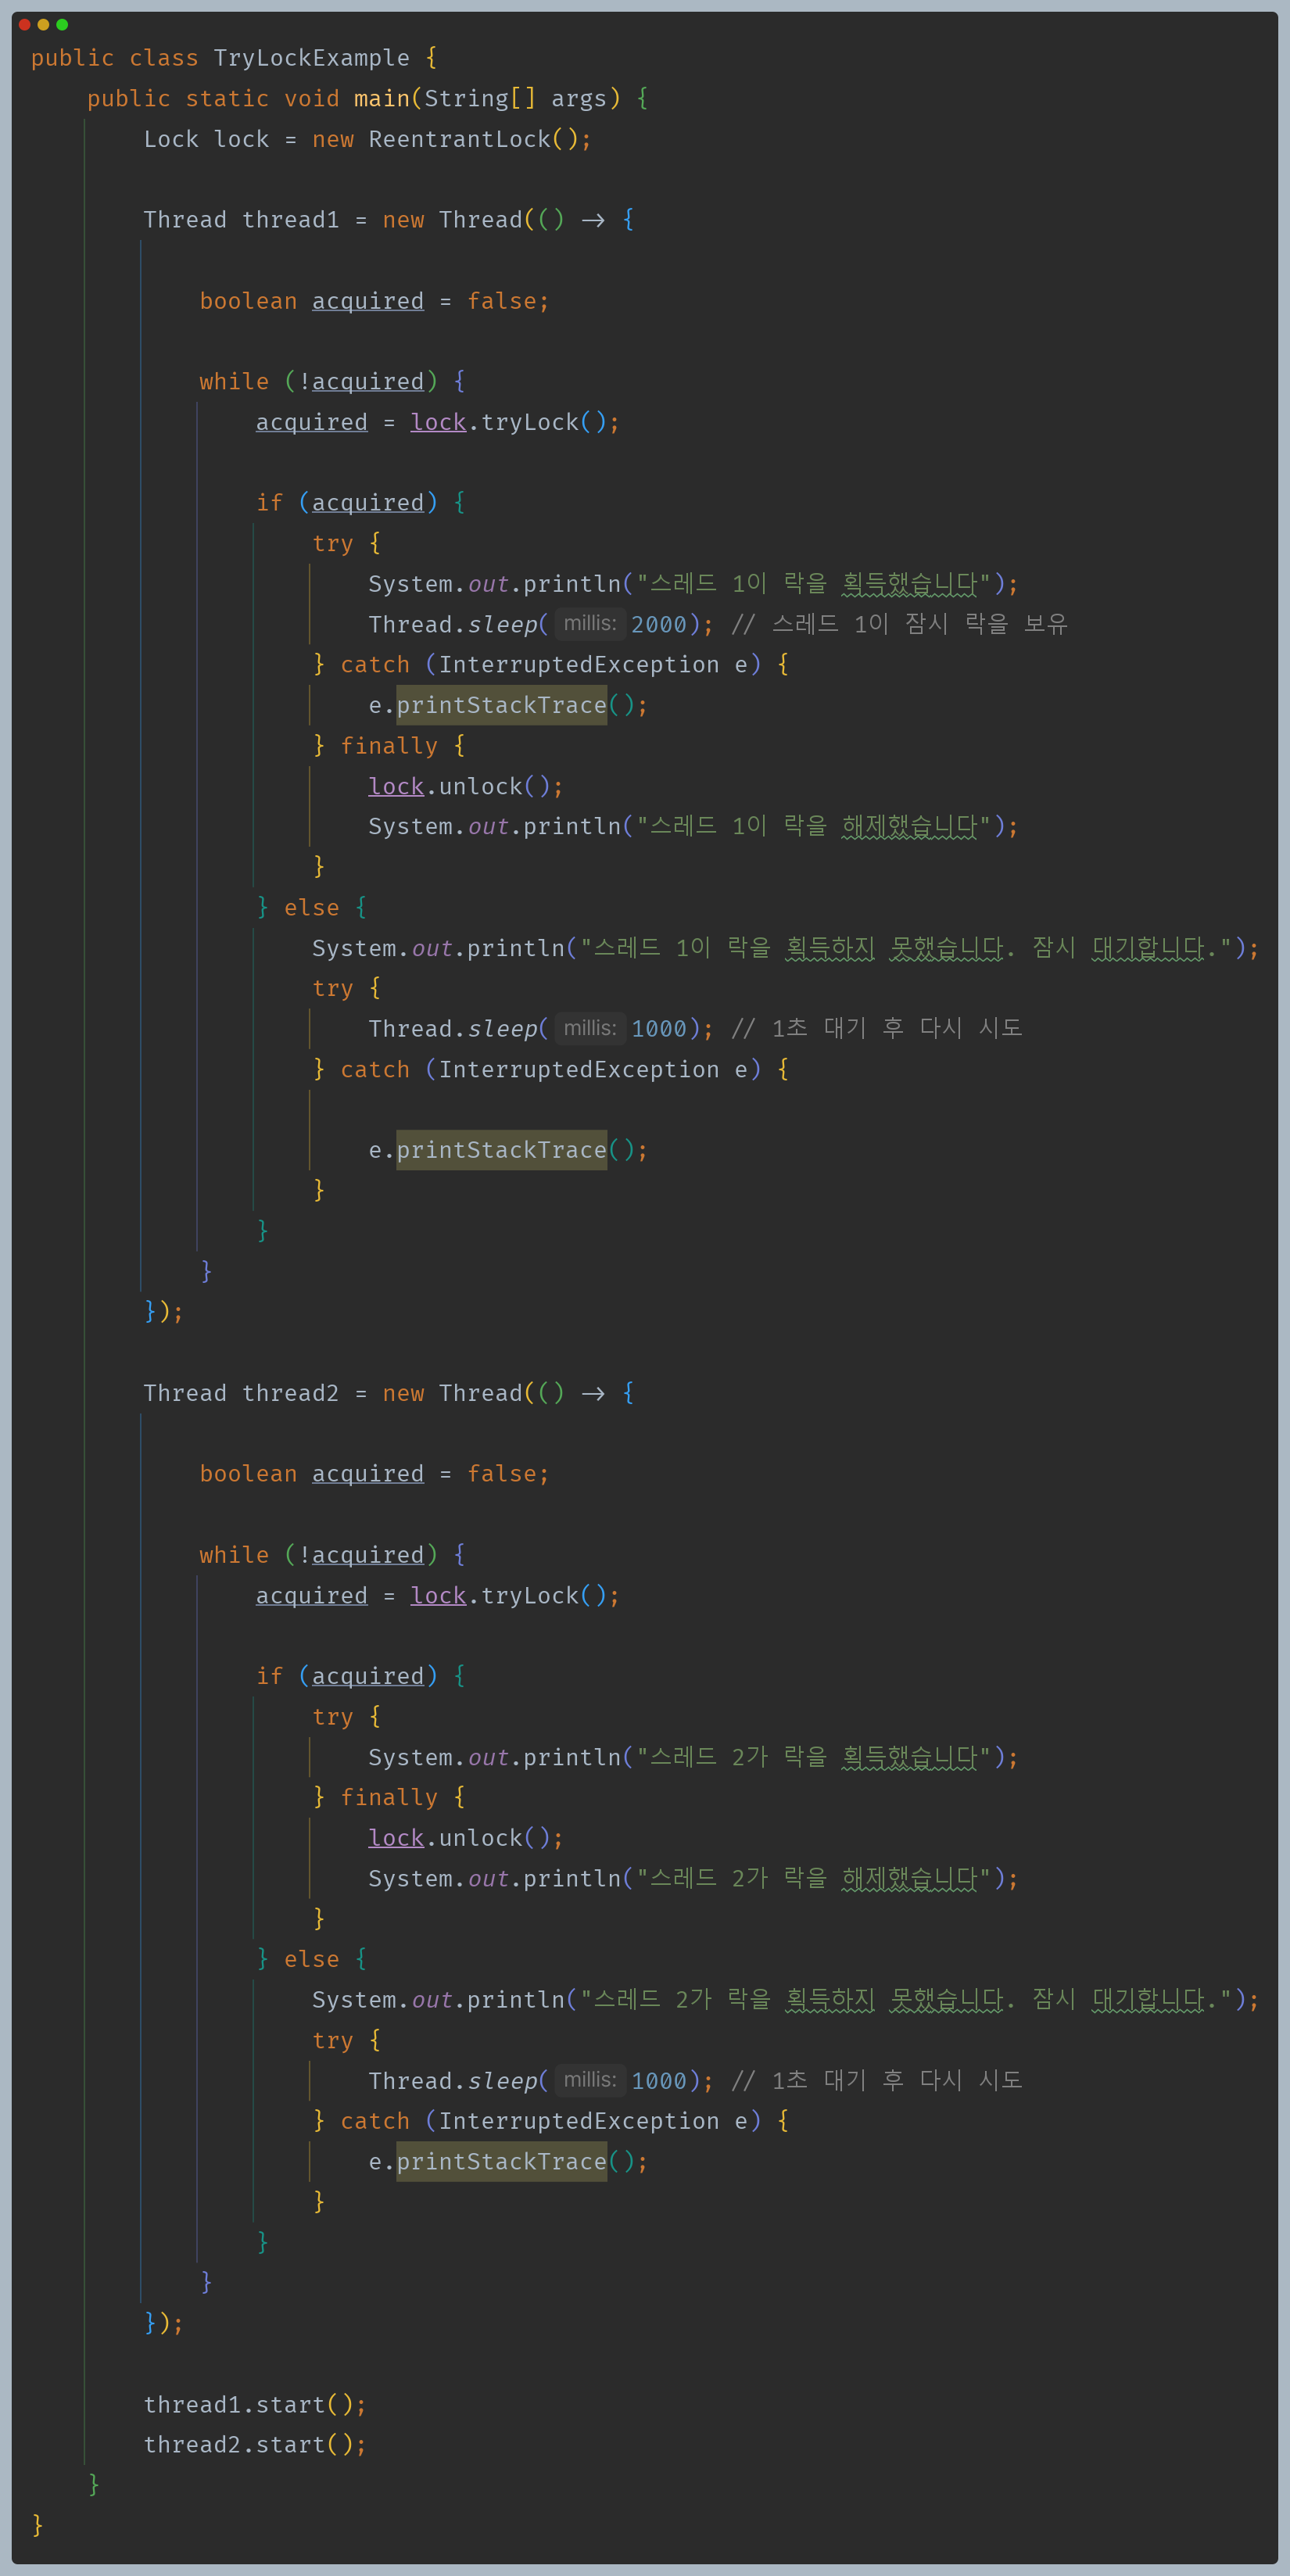 public class TryLockExample {
    public static void main(String[] args) {
        Lock lock = new ReentrantLock();

        Thread thread1 = new Thread(() -> {

            boolean acquired = false;

            while (!acquired) {
                acquired = lock.tryLock();

                if (acquired) {
                    try {
                        System.out.println("스레드 1이 락을 획득했습니다");
                        Thread.sleep( millis: 2000); // 스레드 1이 잠시 락을 보유
                    } catch (InterruptedException e) {
                        e.printStackTrace();
                    } finally {
                        lock.unlock();
                        System.out.println("스레드 1이 락을 해제했습니다");
                    }
                } else {
                    System.out.println("스레드 1이 락을 획득하지 못했습니다. 잠시 대기합니다.");
                    try {
                        Thread.sleep( millis: 1000); // 1초 대기 후 다시 시도
                    } catch (InterruptedException e) {

                        e.printStackTrace();
                    }
                }
            }
        });

        Thread thread2 = new Thread(() -> {

            boolean acquired = false;

            while (!acquired) {
                acquired = lock.tryLock();

                if (acquired) {
                    try {
                        System.out.println("스레드 2가 락을 획득했습니다");
                    } finally {
                        lock.unlock();
                        System.out.println("스레드 2가 락을 해제했습니다");
                    }
                } else {
                    System.out.println("스레드 2가 락을 획득하지 못했습니다. 잠시 대기합니다.");
                    try {
                        Thread.sleep( millis: 1000); // 1초 대기 후 다시 시도
                    } catch (InterruptedException e) {
                        e.printStackTrace();
                    }
                }
            }
        });

        thread1.start();
        thread2.start();
    }
}